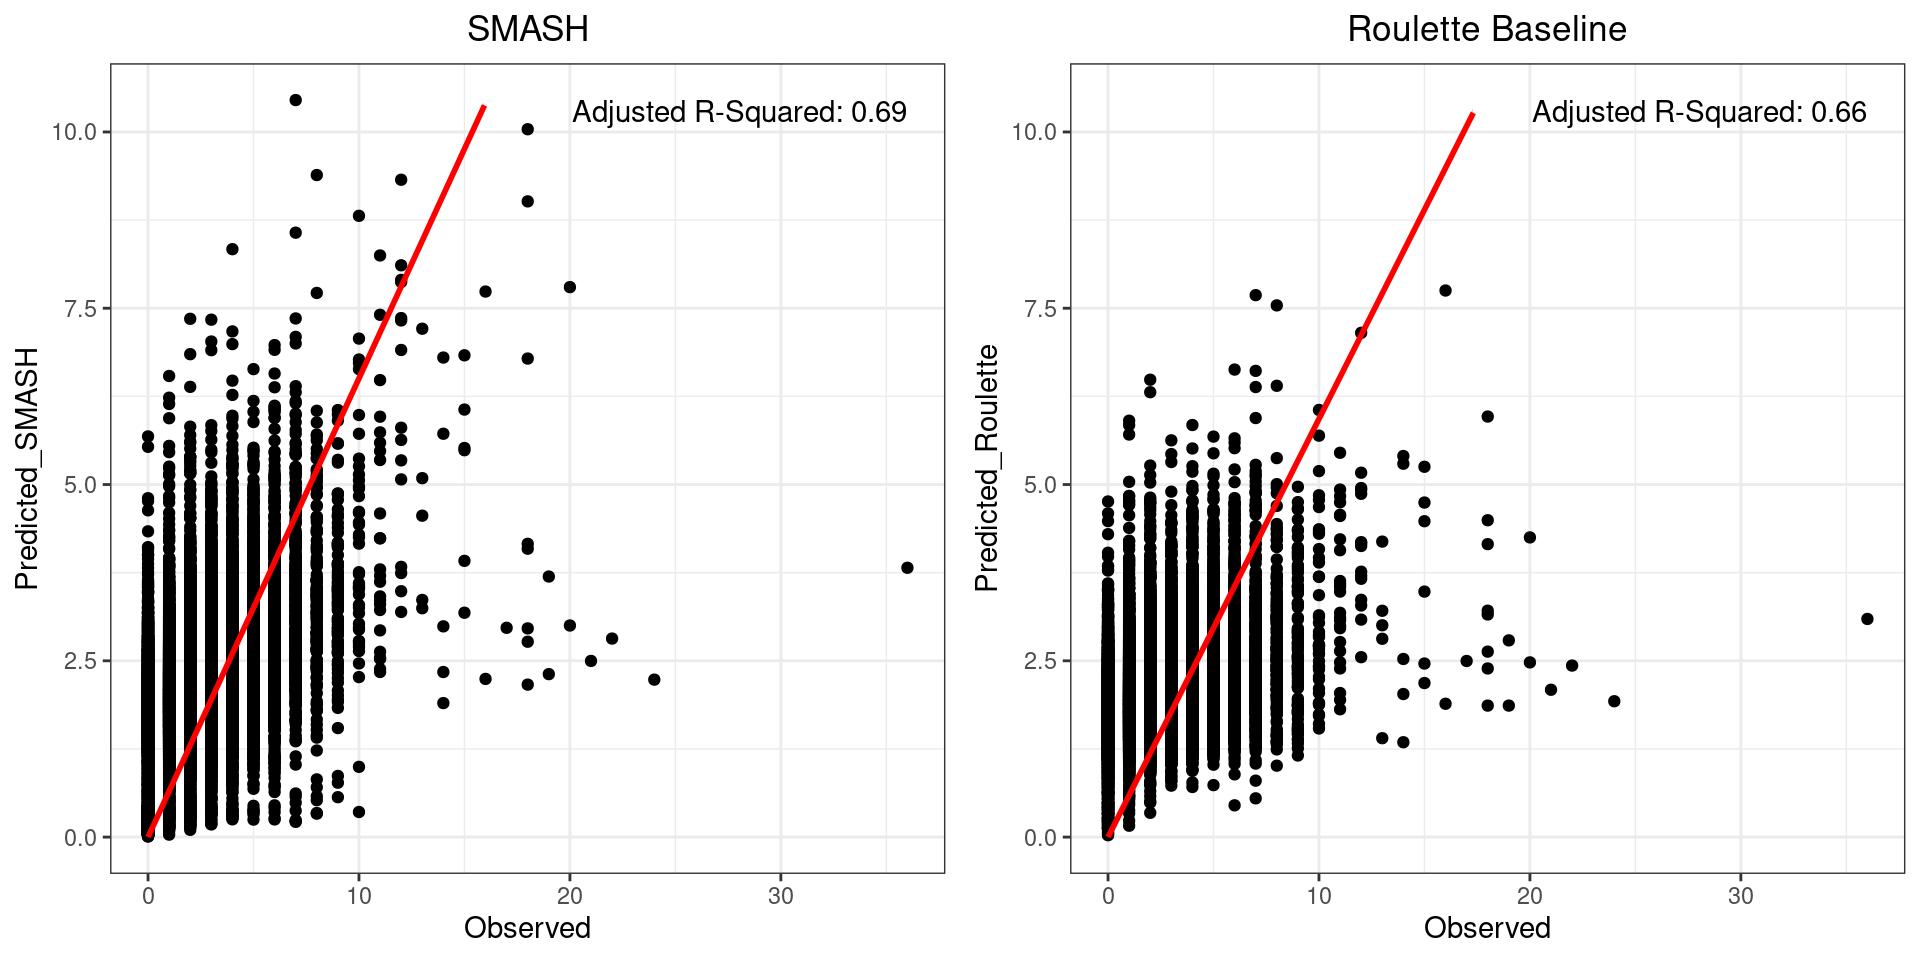 SMASH
Adjusted R-Squared: 0.69
Predicted_SMASH
10.0
7.5
5.0
2.5
0.0
0 10 20 30
Observed
Roulette Baseline
Adjusted R-Squared: 0.66
Predicted_Roulette
10.0
7.5
5.0
2.5
0.0
0 10 20 30
Observed